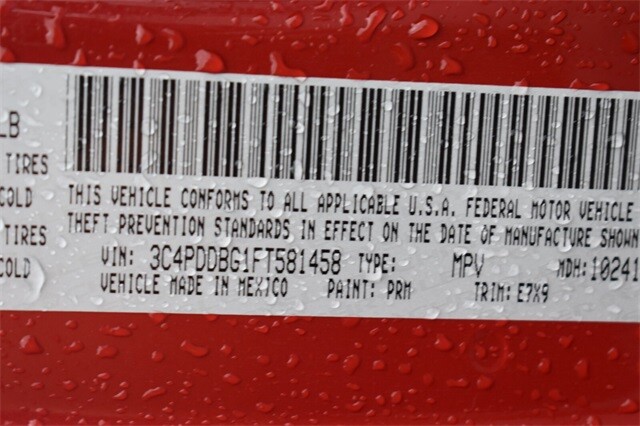 LB
TIRES
COLD
TIRES
COLD
THIS VEHICLE CONFORMS TO ALL APPLICABLE U.S.A. FEDERAL MOTOR VEHICLE
THEFT PREVENTION STANDARDS IN EFFECT ON THE DATE OF MANUFACTURE SHOWN
VIN: 3C4PDDBG1FT581458 TYPE: MPV MDH:10241
VEHICLE MADE IN MEXICO PAINT: PRM TRIM: E7X9